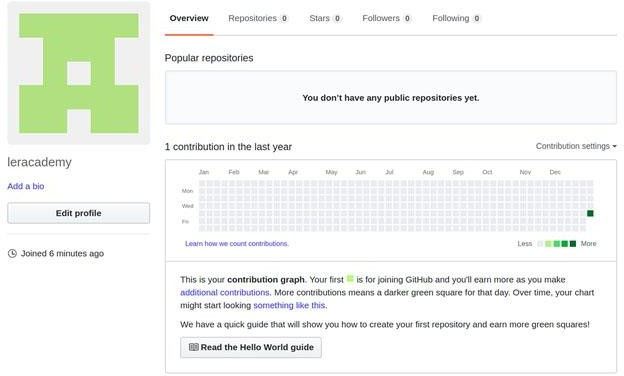 Overview Repositories 0 Stars 0 Followers 0 Following 0
Popular repositories
You don't have any public repositories yet.
1 contribution in the last year
Contribution settings
Jan Feb Mar Apr May Jun Jul Aug Sep Oct Nov Dec
Mon
Wed
Fri
Learn how we count contributions.
Less More
This is your contribution graph. Your first is for joining GitHub and you'll earn more as you make
additional contributions. More contributions means a darker green square for that day. Over time, your chart
might start looking something like this.
We have a quick guide that will show you how to create your first repository and earn more green squares!
Read the Hello World guide
leracademy
Add a bio
Edit profile
Joined 6 minutes ago